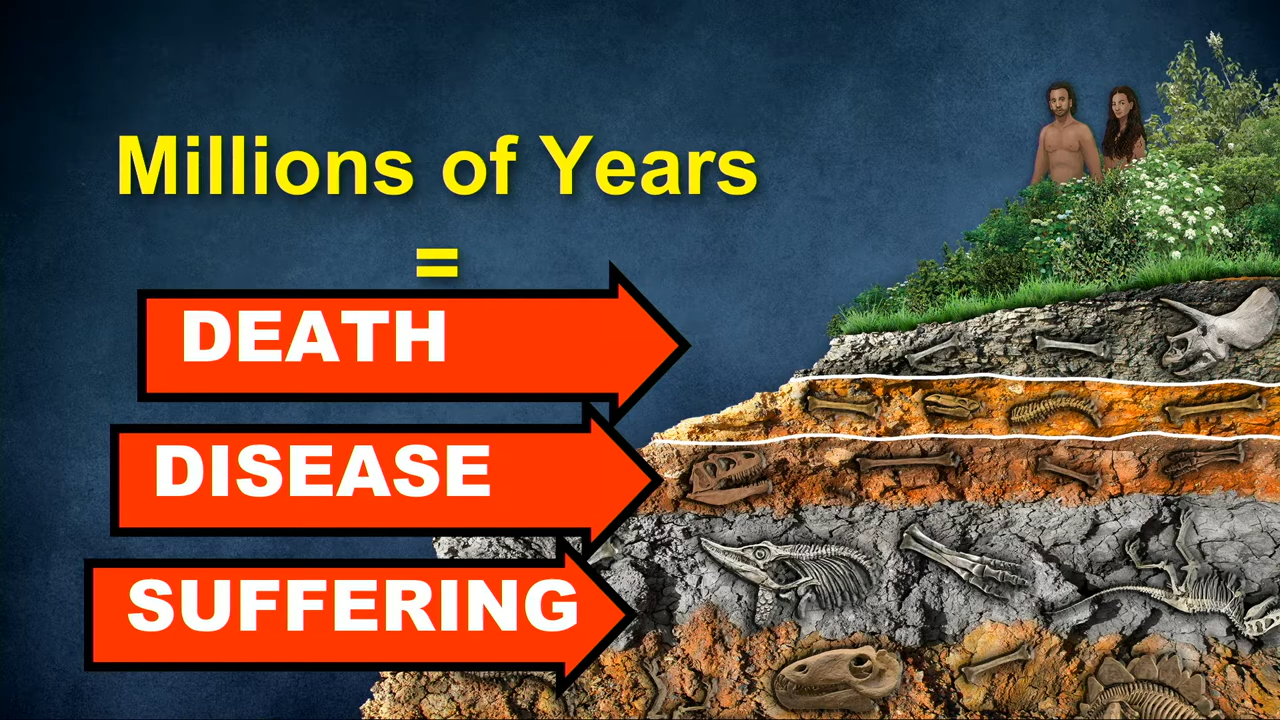 Millions of Years
=
DEATH
DISEASE
SUFFERING